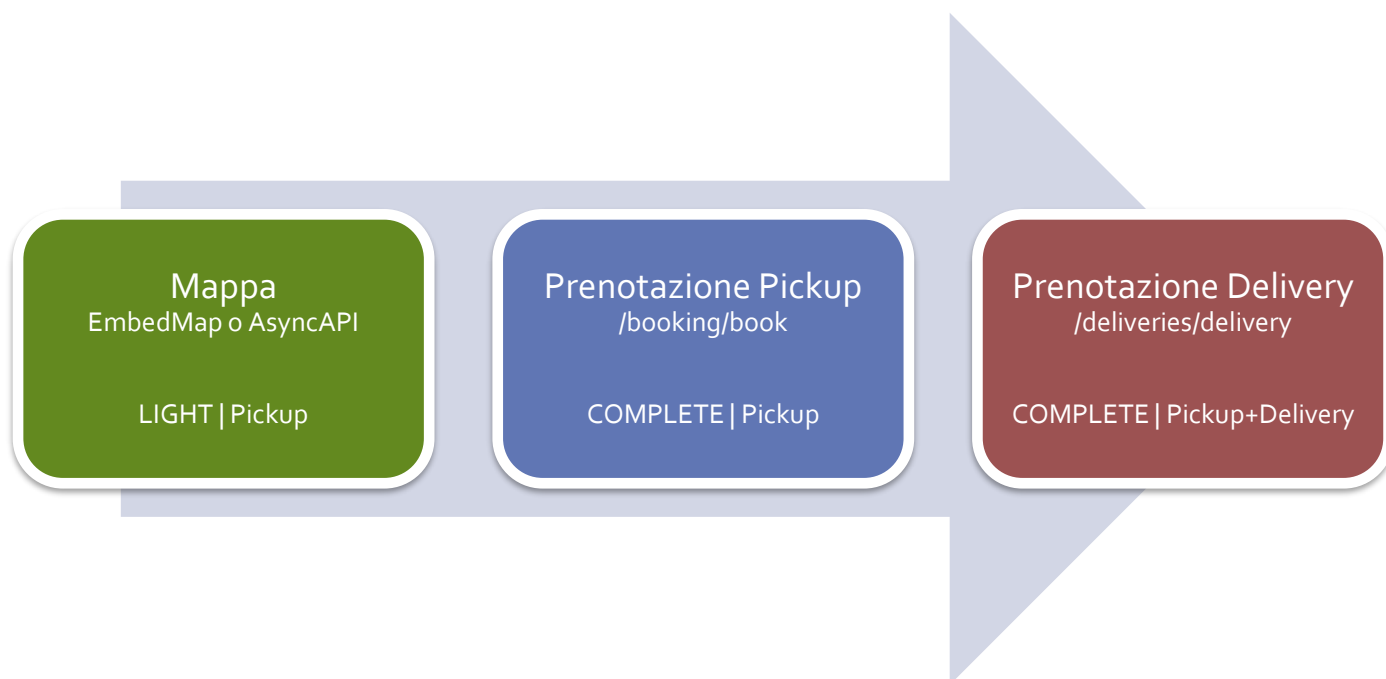 Mappa
EmbedMap o AsyncAPI
LIGHT | Pickup
Prenotazione Pickup
/booking/book
COMPLETE | Pickup
Prenotazione Delivery
/deliveries/delivery
COMPLETE | Pickup+Delivery